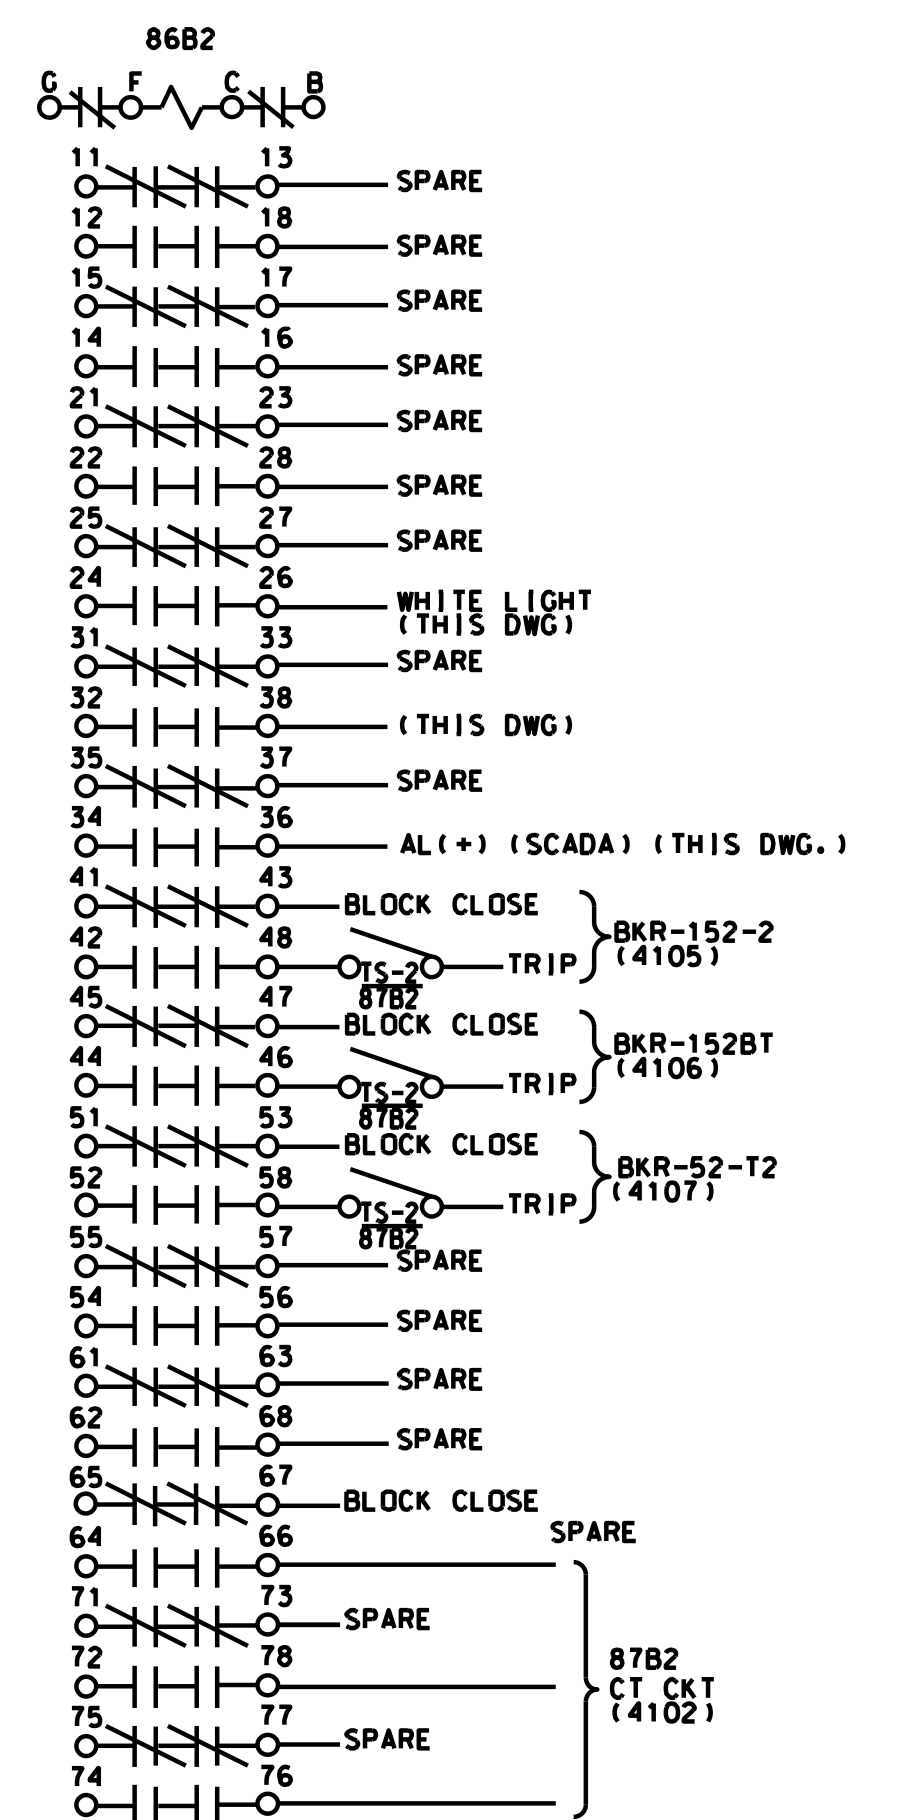 86B2
G F C B
11 13 SPARE
12 18 SPARE
15 17 SPARE
14 16 SPARE
21 23 SPARE
22 28 SPARE
25 27 SPARE
24 26 WHITE LIGHT
(THIS DWG)
31 33 SPARE
32 38 (THIS DWG)
35 37 SPARE
34 36 AL(+) (SCADA) (THIS DWG.)
41 43 BLOCK CLOSE
BKR-152-2
(4105)
42 48 TS-2 TRIP
87B2
45 47 BLOCK CLOSE
BKR-152BT
(4106)
44 46 TS-2 TRIP
87B2
51 53 BLOCK CLOSE
BKR-52-T2
(4107)
52 58 TS-2 TRIP
87B2
55 57 SPARE
54 56 SPARE
61 63 SPARE
62 68 SPARE
65 67 BLOCK CLOSE
SPARE
64 66
71 73 SPARE
72 78
87B2
CT CKT
(4102)
75 77 SPARE
74 76